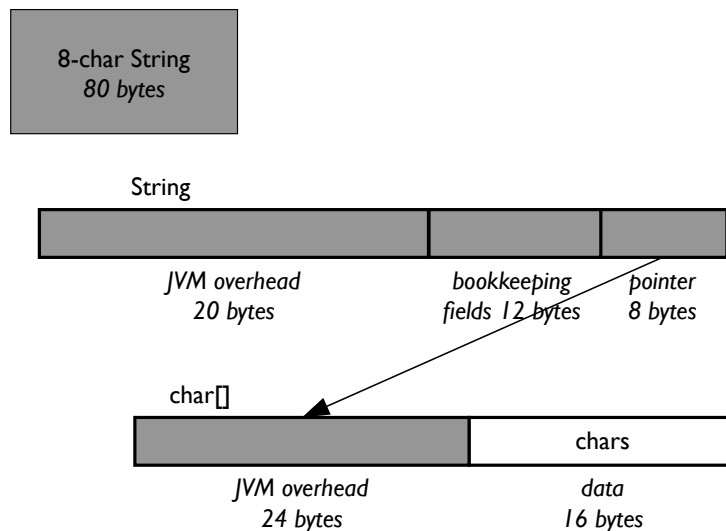 8-char String
80 bytes
String
JVM overhead
20 bytes
bookkeeping
fields 12 bytes
pointer
8 bytes
char[]
chars
JVM overhead
24 bytes
data
16 bytes